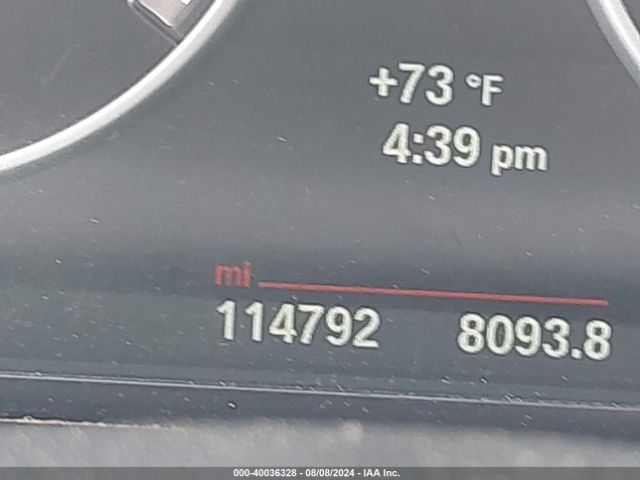 +73 °F
4:39 pm
mi
114792 8093.8
000-40036328 - 08/08/2024 - IAA Inc.